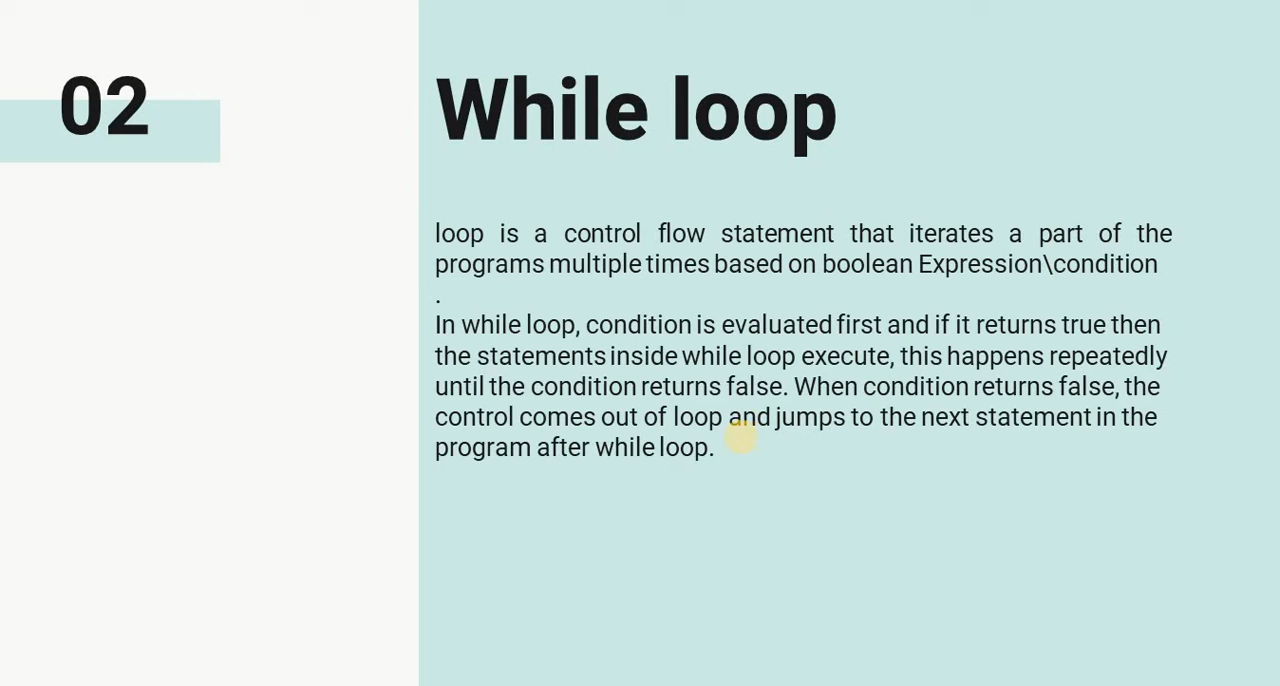 02
While loop
loop is a control flow statement that iterates a part of the
programs multiple times based on boolean Expression\condition
.
In while loop, condition is evaluated first and if it returns true then
the statements inside while loop execute, this happens repeatedly
until the condition returns false. When condition returns false, the
control comes out of loop and jumps to the next statement in the
program after while loop.